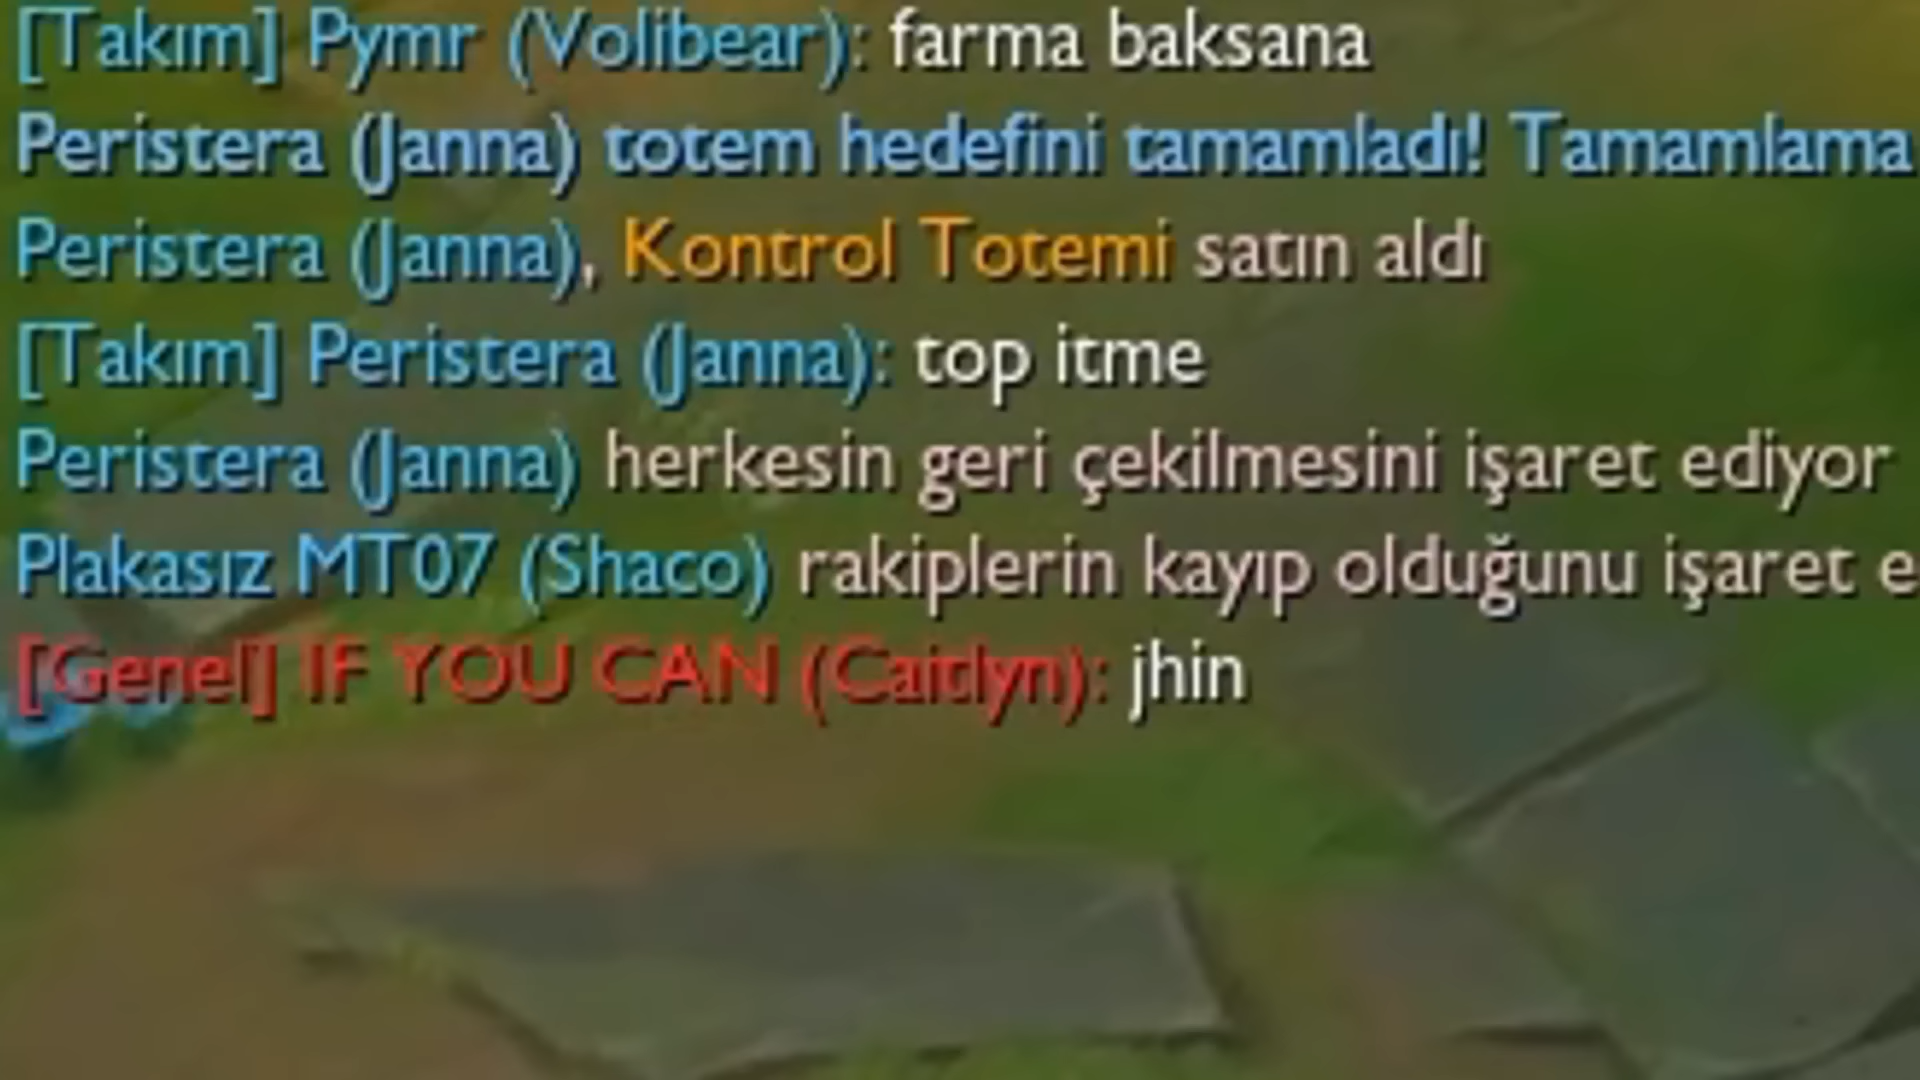 [Takım] Pymr (Volibear): farma baksana
Peristera (Janna) totem hedefini tamamladı! Tamamlama
Peristera (Janna), Kontrol Totemi satın aldı
[Takım] Peristera (Janna): top itme
Peristera (Janna) herkesin geri çekilmesini işaret ediyor
Plakasız MT07 (Shaco) rakiplerin kayıp olduğunu işaret e
[Genel] IF YOU CAN (Caitlyn): jhin